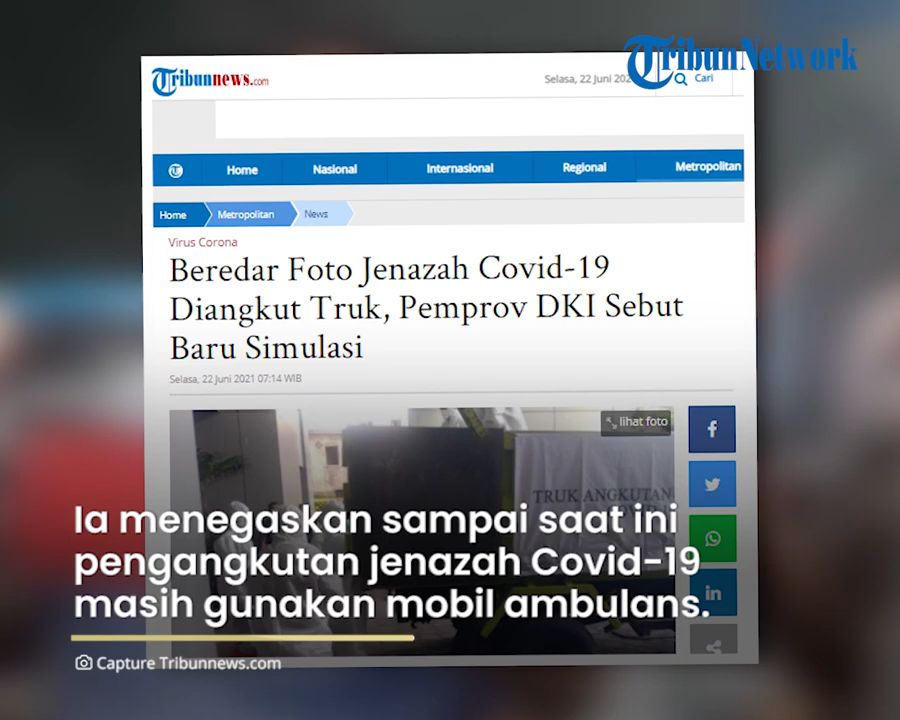 TribunNetwork
Tribunnews.com
Selasa, 22 Juni 202
Cari
Home Nasional Internasional Regional Metropolitan
Home Metropolitan News
Virus Corona
Beredar Foto Jenazah Covid-19
Diangkut Truk, Pemprov DKI Sebut
Baru Simulasi
Selasa, 22 Juni 2021 07:14 WIB
lihat foto
TRUK ANGKUTAN
Ia menegaskan sampai saat ini
pengangkutan jenazah Covid-19
masih gunakan mobil ambulans.
Capture Tribunnews.com